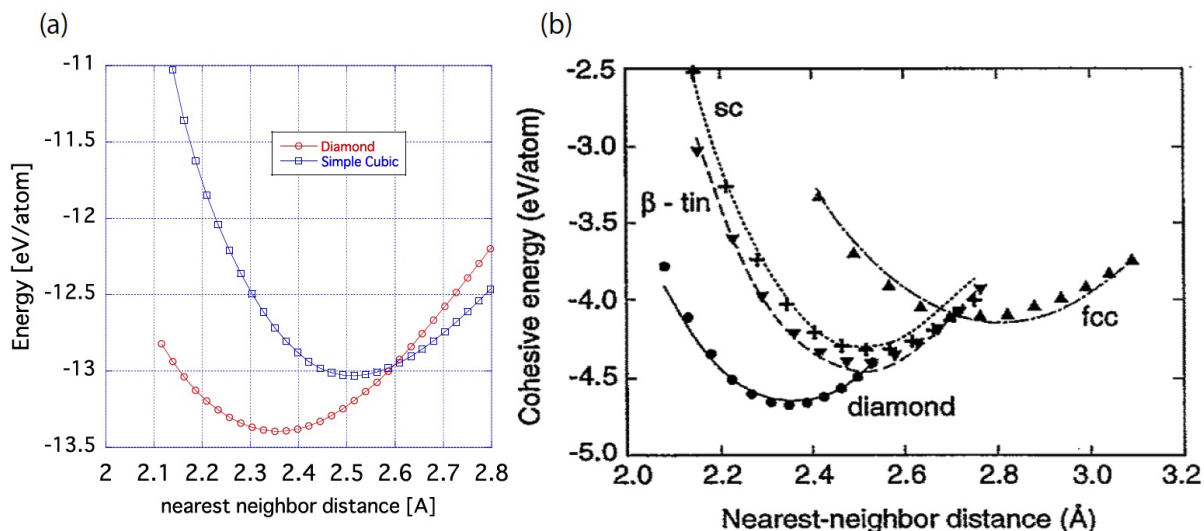 (a)
-11
-11.5
-12
-12.5
-13
-13.5
Energy [eV/atom]
Diamond
Simple Cubic
2 2.1 2.2 2.3 2.4 2.5 2.6 2.7 2.8
nearest neighbor distance [A]
(b)
-2.5
-3.0
-3.5
-4.0
-4.5
-5.0
Cohesive energy (eV/atom)
sc
β - tin
fcc
diamond
2.0 2.2 2.4 2.6 2.8 3.0 3.2
Nearest-neighbor distance (Å)